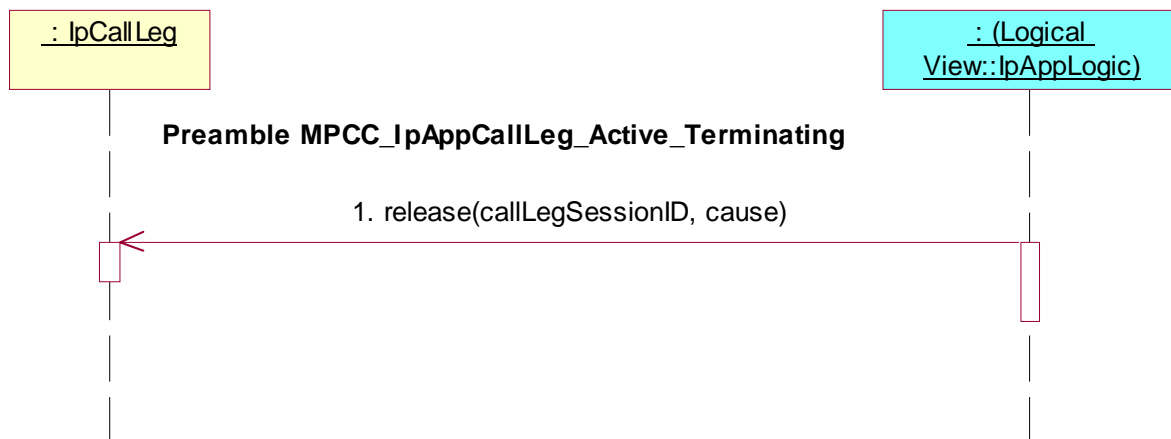 : IpCallLeg
: (Logical
View::IpAppLogic)
Preamble MPCC_IpAppCallLeg_Active_Terminating
1. release(callLegSessionID, cause)